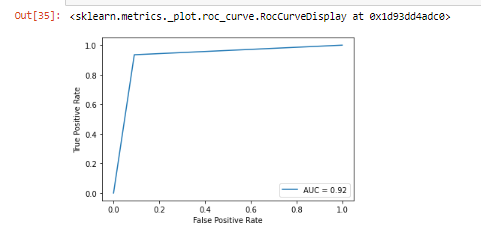 Out[35]: <sklearn.metrics._plot.roc_curve.RocCurveDisplay at 0x1d93dd4adc0>
1.0
0.8
0.6
0.4
0.2
0.0
True Positive Rate
AUC = 0.92
0.0 0.2 0.4 0.6 0.8 1.0
False Positive Rate